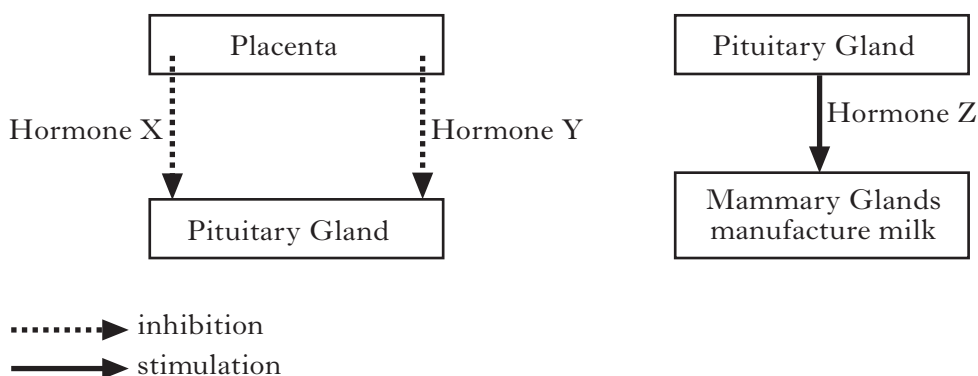 Placenta
Pituitary Gland
Hormone X
Hormone Y
Hormone Z
Pituitary Gland
Mammary Glands
manufacture milk
inhibition
stimulation